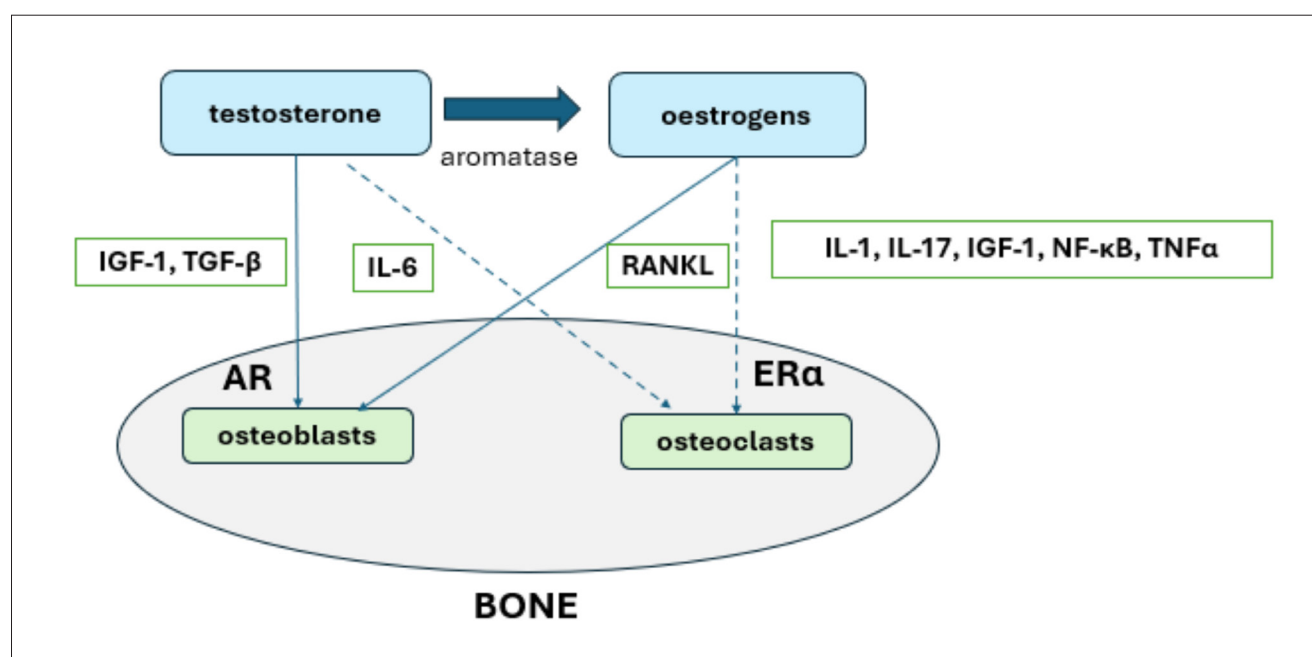 testosterone
oestrogens
aromatase
IGF-1, TGF-β
IL-6
RANKL
IL-1, IL-17, IGF-1, NF-κB, TNFα
AR
ERα
osteoblasts
osteoclasts
BONE